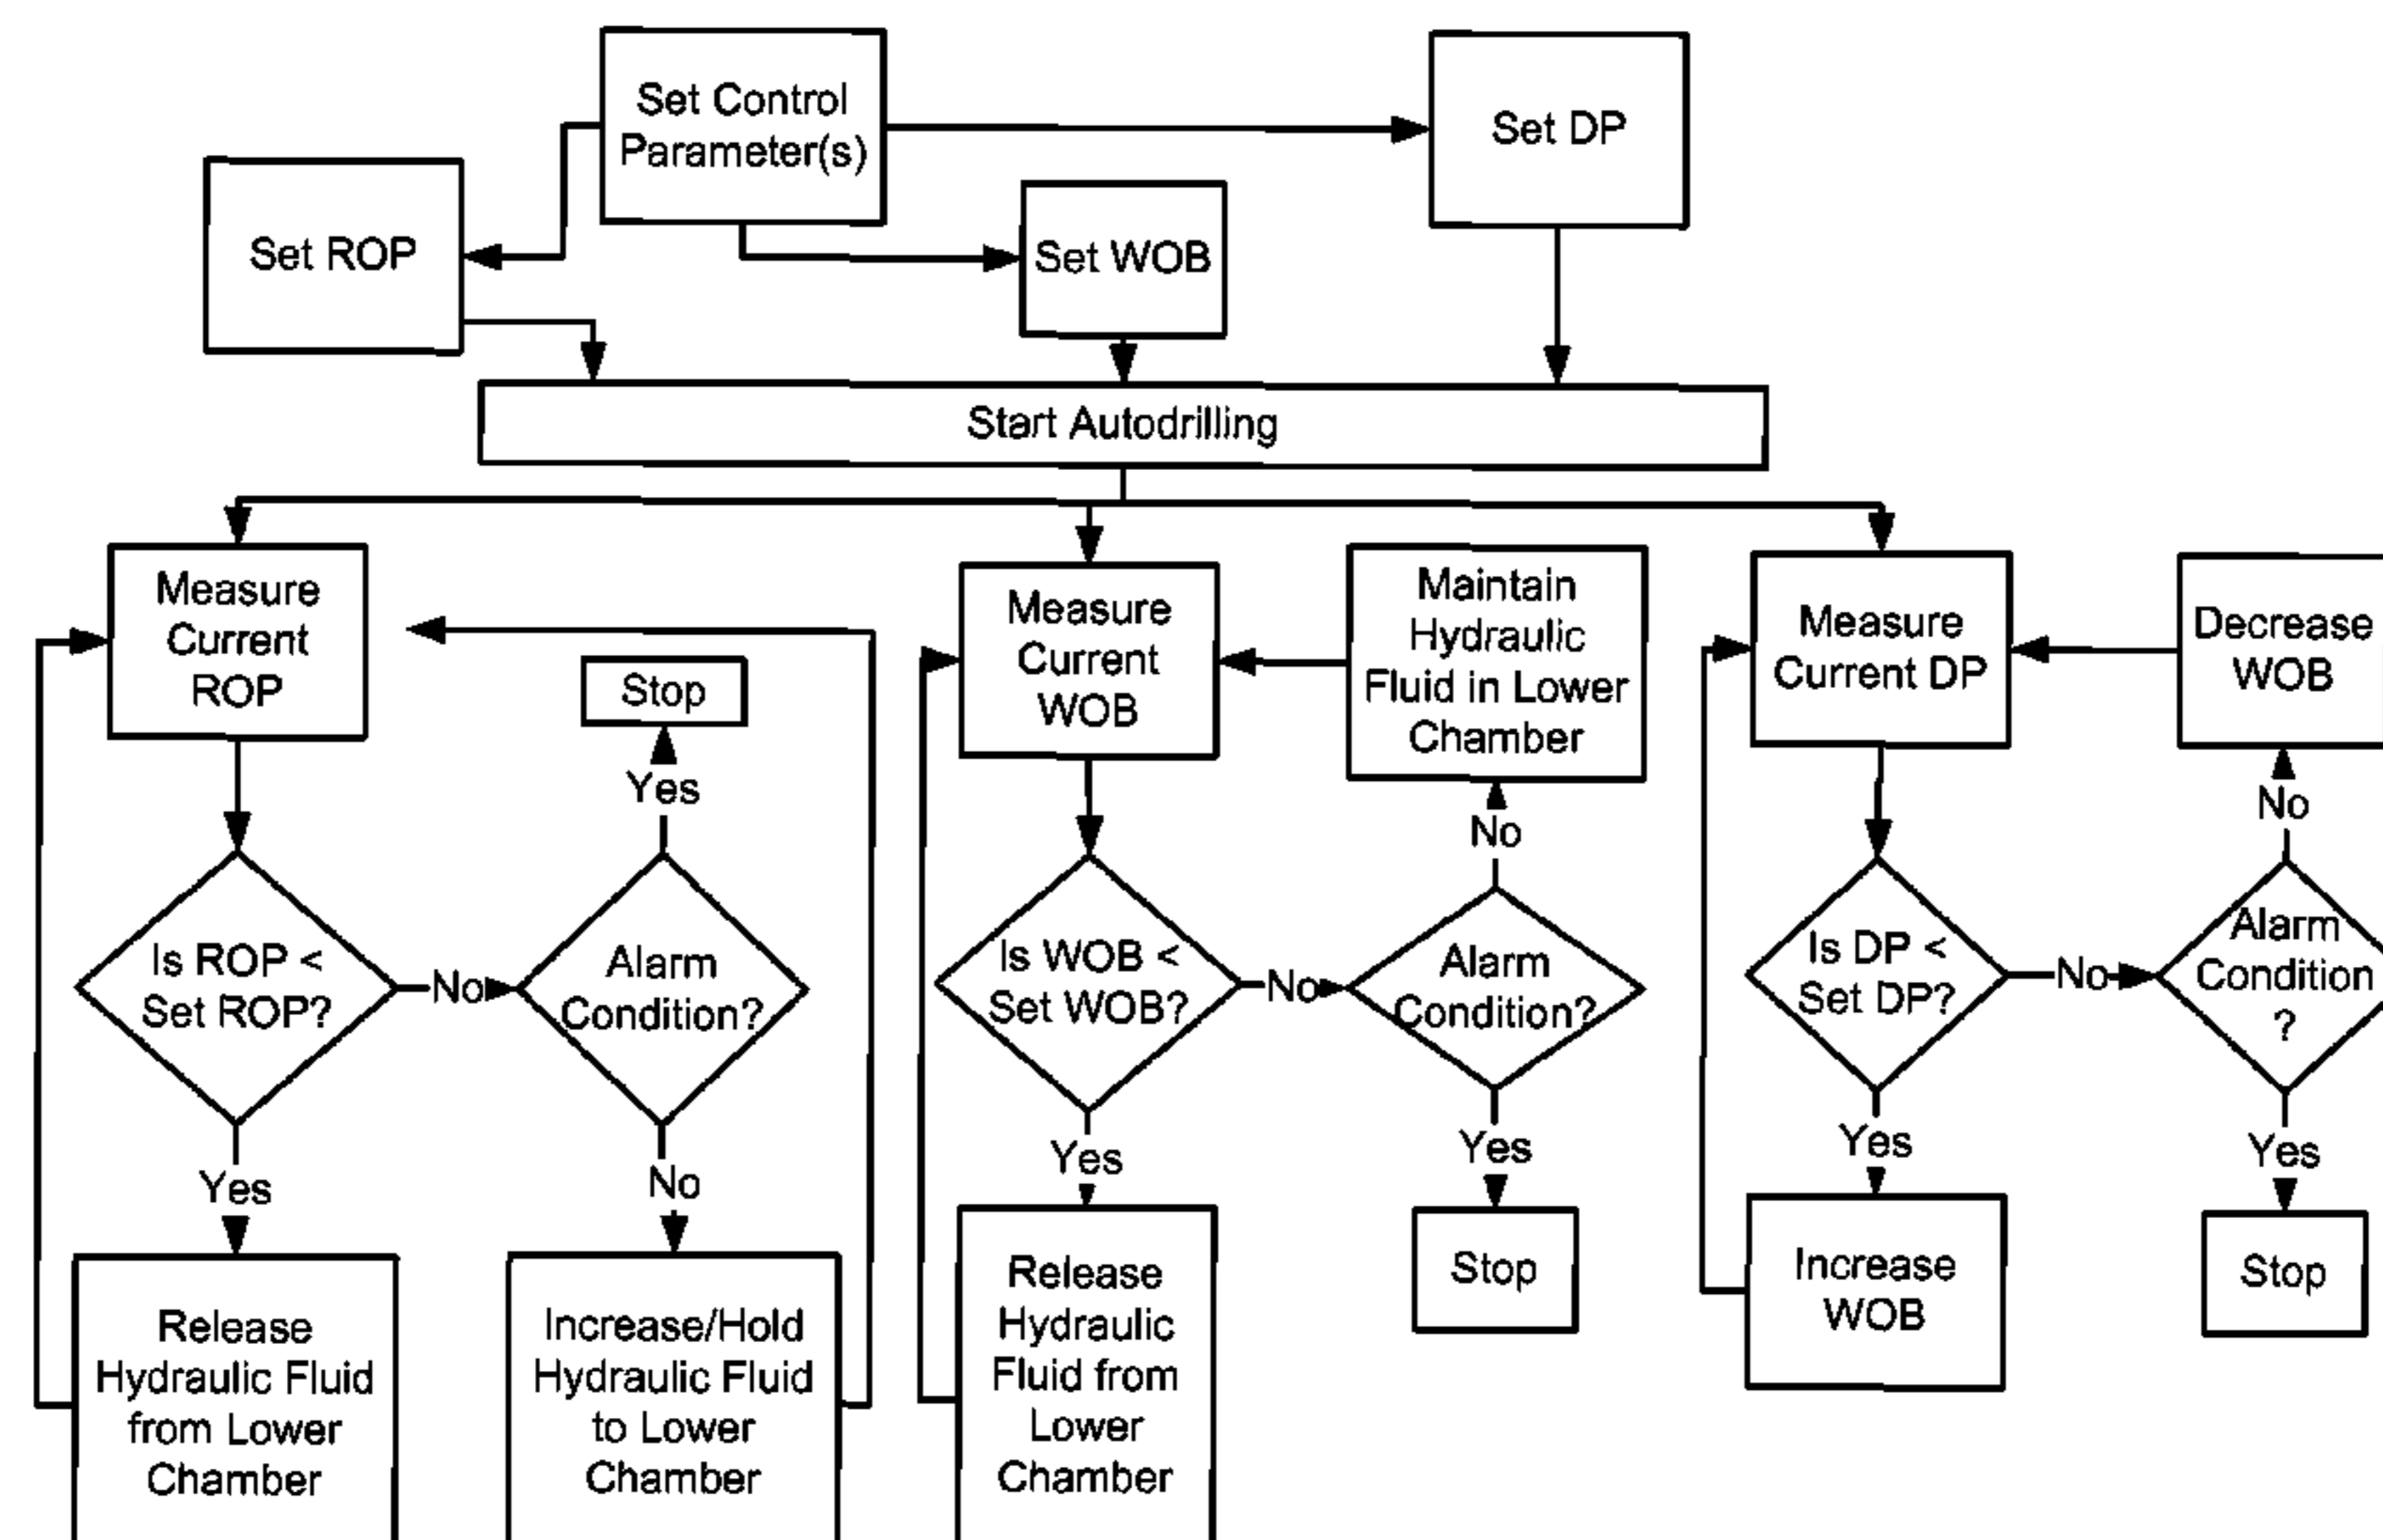 Set Control
Parameter(s)
Set DP
Set ROP
Set WOB
Start Autodrilling
Measure
Current
ROP
Stop
Yes
Is ROP <
Set ROP?
No
Alarm
Condition?
Yes
No
Release
Hydraulic Fluid
from Lower
Chamber
Increase/Hold
Hydraulic Fluid
to Lower
Chamber
Measure
Current
WOB
Maintain
Hydraulic
Fluid in Lower
Chamber
No
Is WOB <
Set WOB?
No
Alarm
Condition?
Yes
Yes
Release
Hydraulic
Fluid from
Lower
Chamber
Stop
Measure
Current DP
Decrease
WOB
No
Is DP <
Set DP?
No
Alarm
Condition
?
Yes
Yes
Increase
WOB
Stop